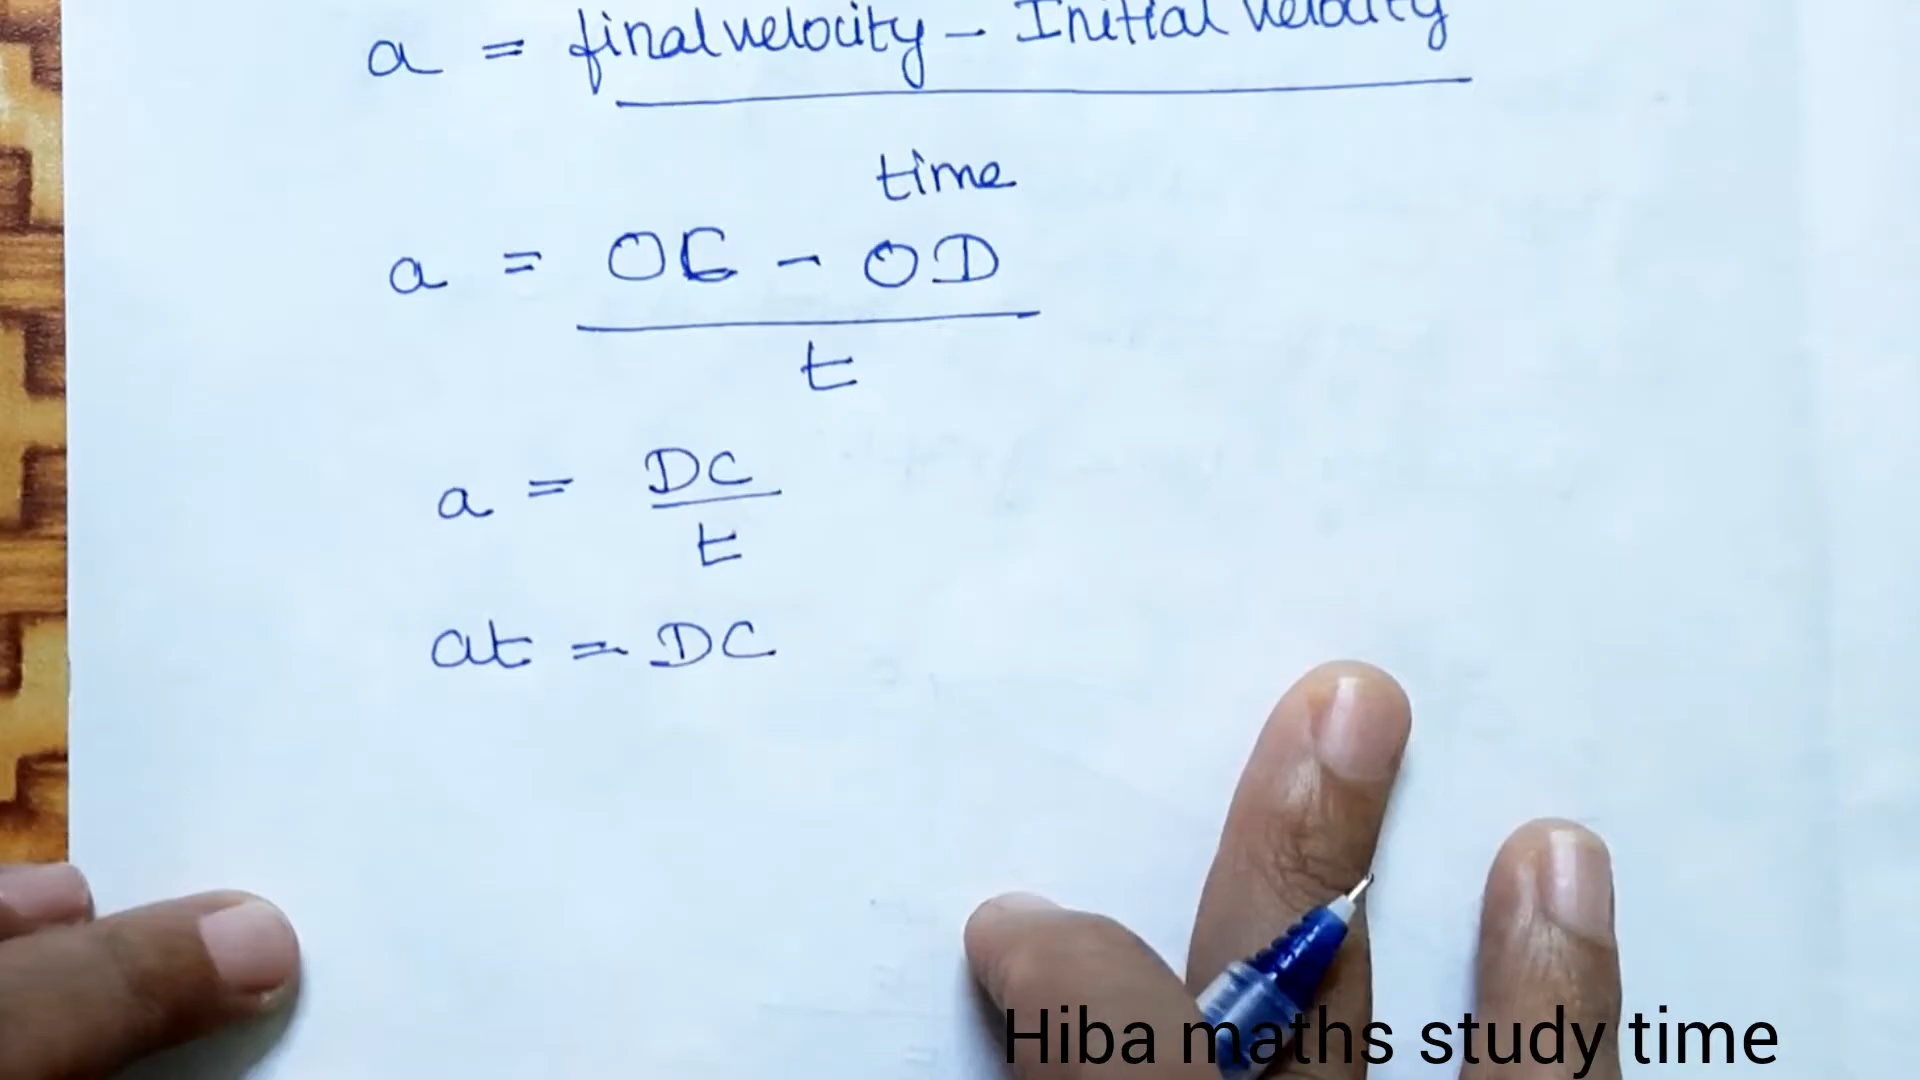 a = final velocity - Initial velocity
time
a = OC - OD
t
a = DC
t
at = DC
Hiba maths study time